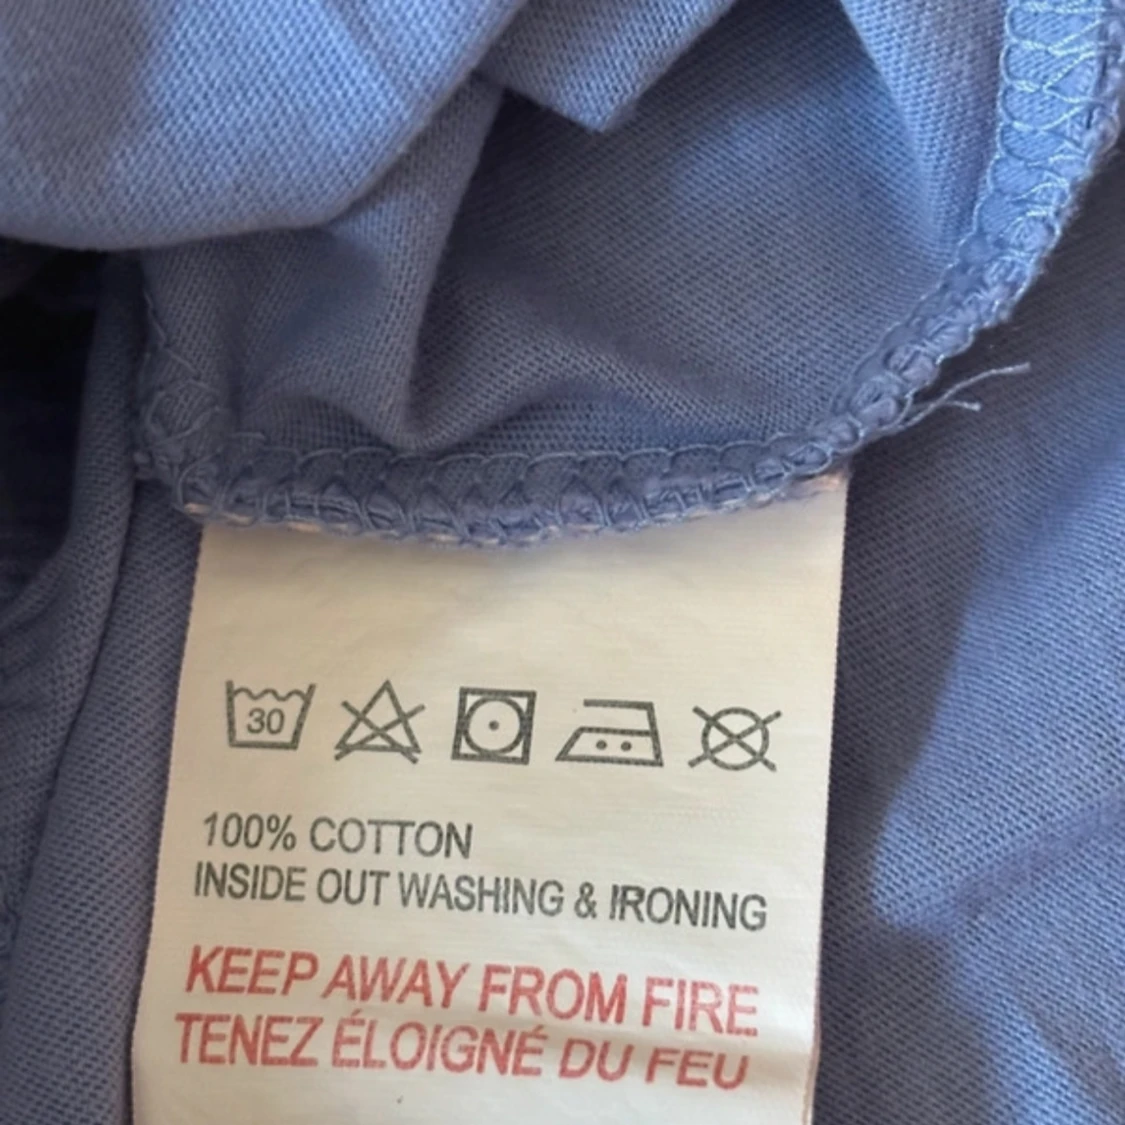 30
100% COTTON
INSIDE OUT WASHING & IRONING
KEEP AWAY FROM FIRE
TENEZ ÉLOIGNÉ DU FEU